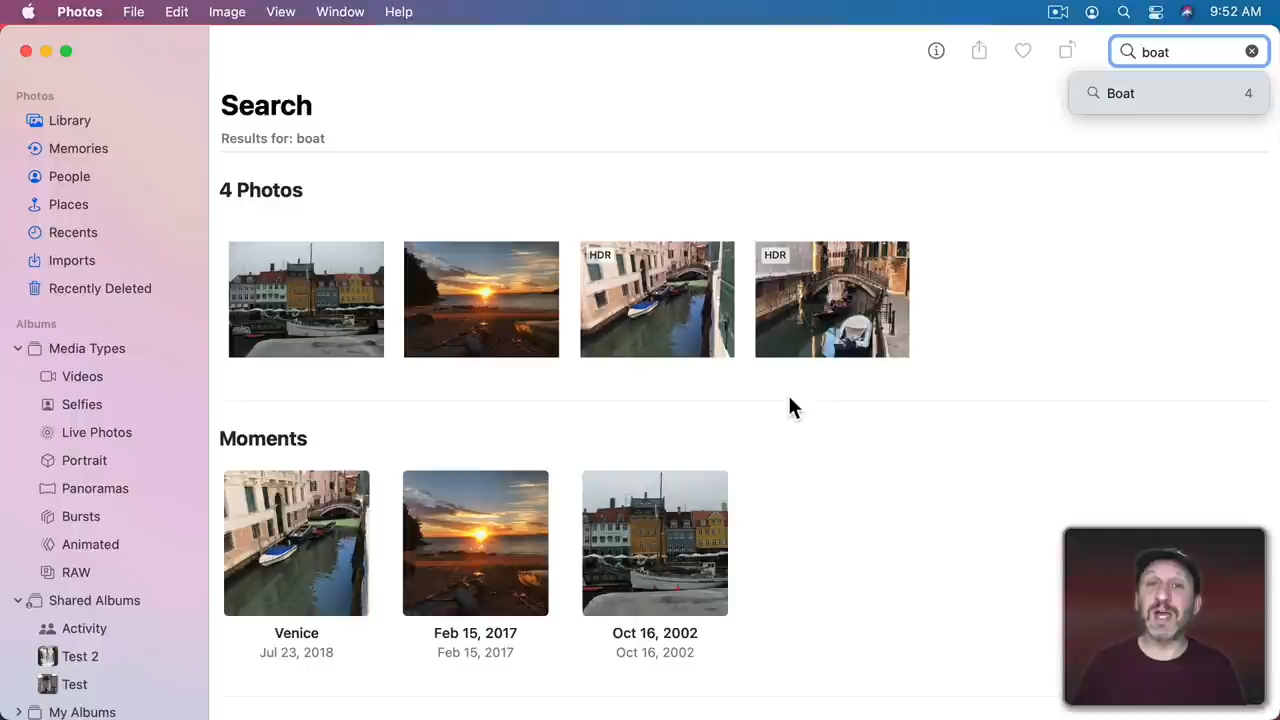 Photos File Edit Image View Window Help 9:52 AM
boat
Boat 4
Photos
Library
Memories
People
Places
Recents
Imports
Recently Deleted
Albums
Media Types
Videos
Selfies
Live Photos
Portrait
Panoramas
Bursts
Animated
RAW
Shared Albums
Activity
Test 2
Test
My Albums
Search
Results for: boat
4 Photos
HDR HDR
Moments
Venice Feb 15, 2017 Oct 16, 2002
Jul 23, 2018 Feb 15, 2017 Oct 16, 2002